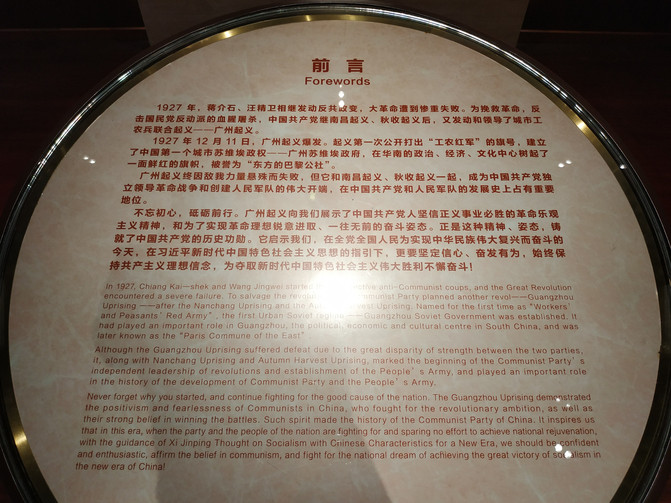 前言
Forewords
1927 年，蒋介石、汪精卫相继发动反共政变，大革命遭到惨重失败。为挽救革命，反
击国民党反动派的血腥屠杀，中国共产党继南昌起义、秋收起义后，又发动和领导了城市工
农兵联合起义——广州起义。
1927 年 12 月 11 日，广州起义爆发。起义第一次公开打出“工农红军”的旗号，建立
了中国第一个城市苏维埃政权——广州苏维埃政府，在华南的政治、经济、文化中心树起了
一面鲜红的旗帜，被誉为“东方的巴黎公社”。
广州起义终因敌我力量悬殊而失败，但它和南昌起义、秋收起义一起，成为中国共产党独
立领导革命战争和创建人民军队的伟大开端，在中国共产党和人民军队的发展史上占有重要
地位。
不忘初心，砥砺前行。广州起义向我们展示了中国共产党人坚信正义事业必胜的革命乐观
主义精神，和为了实现革命理想锐意进取、一往无前的奋斗姿态。正是这种精神、姿态，铸
就了中国共产党的历史功勋。它启示我们，在全党全国人民为实现中华民族伟大复兴而奋斗的
今天，在习近平新时代中国特色社会主义思想的指引下，更要坚定信心、奋发有为，始终保
持共产主义理想信念，为夺取新时代中国特色社会主义伟大胜利不懈奋斗！
In 1927, Chiang Kai—shek and Wang Jingwei started anti-Communist coups, and the Great Revolution
encountered a severe failure. To salvage the Party planned another revol——Guangzhou
Uprising ——after the Nanchang Uprising and the Uprising. Named for the first time as "Workers'
and Peasants' Red Army", the first Urban Soviet ——Guangzhou Soviet Government was established. It
had played an important role in Guangzhou, the political, economic and cultural centre in South China, and was
later known as the "Paris Commune of the East".
Although the Guangzhou Uprising suffered defeat due to the great disparity of strength between the two parties,
it, along with Nanchang Uprising and Autumn Harvest Uprising, marked the beginning of the Communist Party's
independent leadership of revolutions and establishment of the People's Army, and played an important role
in the history of the development of Communist Party and the People's Army.
Never forget why you started, and continue fighting for the good cause of the nation. The Guangzhou Uprising demonstrated
the positivism and fearlessness of Communists in China, who fought for the revolutionary ambition, as well as
their strong belief in winning the battles. Such spirit made the history of the Communist Party of China. It inspires us
that in this era, when the party and the people of the nation are fighting for and sparing no effort to achieve national rejuvenation,
with the guidance of Xi Jinping Thought on Socialism with Chinese Characteristics for a New Era, we should be confident
and enthusiastic, affirm the belief in communism, and fight for the national dream of achieving the great victory of socialism in
the new era of China!